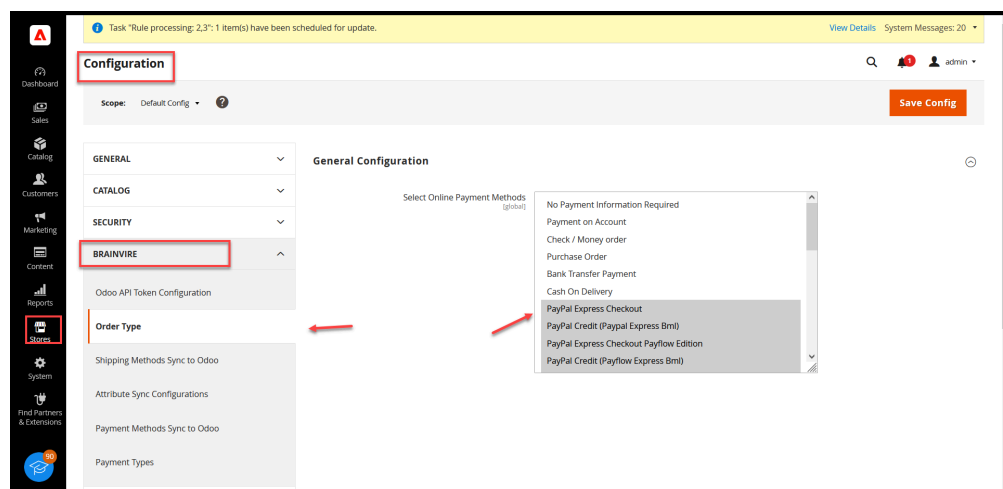 Task "Rule processing: 2,3": 1 item(s) have been scheduled for update.
View Details System Messages: 20
Configuration
1
admin
Scope: Default Config
?
Save Config
Dashboard
Sales
Catalog
Customers
Marketing
Content
Reports
Stores
System
Find Partners
& Extensions
90
GENERAL
CATALOG
SECURITY
BRAINVIRE
Odoo API Token Configuration
Order Type
Shipping Methods Sync to Odoo
Attribute Sync Configurations
Payment Methods Sync to Odoo
Payment Types
General Configuration
Select Online Payment Methods
[global]
No Payment Information Required
Payment on Account
Check / Money order
Purchase Order
Bank Transfer Payment
Cash On Delivery
PayPal Express Checkout
PayPal Credit (Paypal Express Bml)
PayPal Express Checkout Payflow Edition
PayPal Credit (Payflow Express Bml)